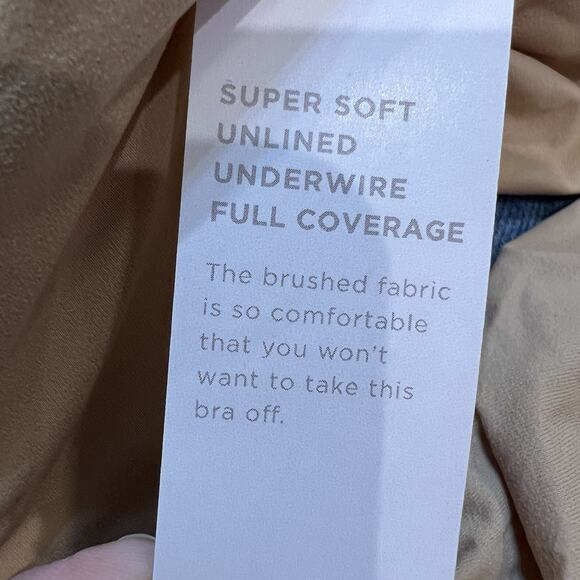 SUPER SOFT
UNLINED
UNDERWIRE
FULL COVERAGE
The brushed fabric
is so comfortable
that you won't
want to take this
bra off.